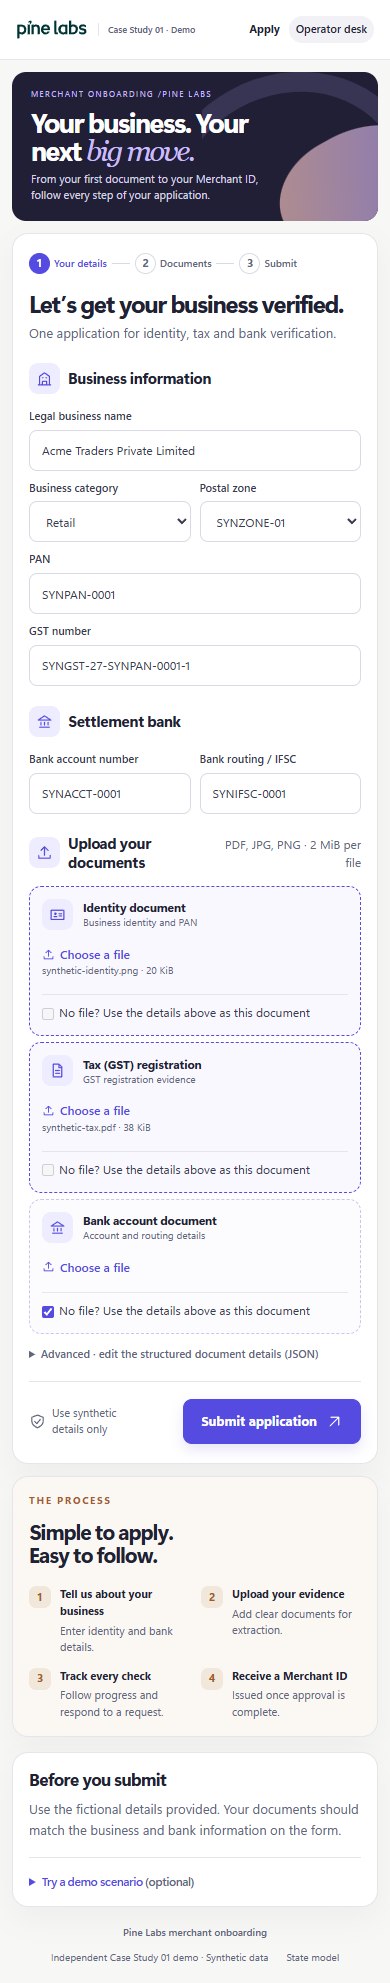 pine labs
Case Study 01 · Demo
Apply
Operator desk
MERCHANT ONBOARDING /PINE LABS
Your business. Your
next big move.
From your first document to your Merchant ID,
follow every step of your application.
1 Your details
2 Documents
3 Submit
Let's get your business verified.
One application for identity, tax and bank verification.
Business information
Legal business name
Acme Traders Private Limited
Business category
Postal zone
Retail
SYNZONE-01
PAN
SYNPAN-0001
GST number
SYNGST-27-SYNPAN-0001-1
Settlement bank
Bank account number
Bank routing / IFSC
SYNACCT-0001
SYNIFSC-0001
Upload your
documents
PDF, JPG, PNG · 2 MiB per
file
Identity document
Business identity and PAN
Choose a file
synthetic-identity.png · 20 KiB
No file? Use the details above as this document
Tax (GST) registration
GST registration evidence
Choose a file
synthetic-tax.pdf · 38 KiB
No file? Use the details above as this document
Bank account document
Account and routing details
Choose a file
No file? Use the details above as this document
Advanced · edit the structured document details (JSON)
Use synthetic
details only
Submit application
THE PROCESS
Simple to apply.
Easy to follow.
1 Tell us about your
business
Enter identity and bank
details.
2 Upload your evidence
Add clear documents for
extraction.
3 Track every check
Follow progress and
respond to a request.
4 Receive a Merchant ID
Issued once approval is
complete.
Before you submit
Use the fictional details provided. Your documents should
match the business and bank information on the form.
Try a demo scenario (optional)
Pine Labs merchant onboarding
Independent Case Study 01 demo · Synthetic data
State model